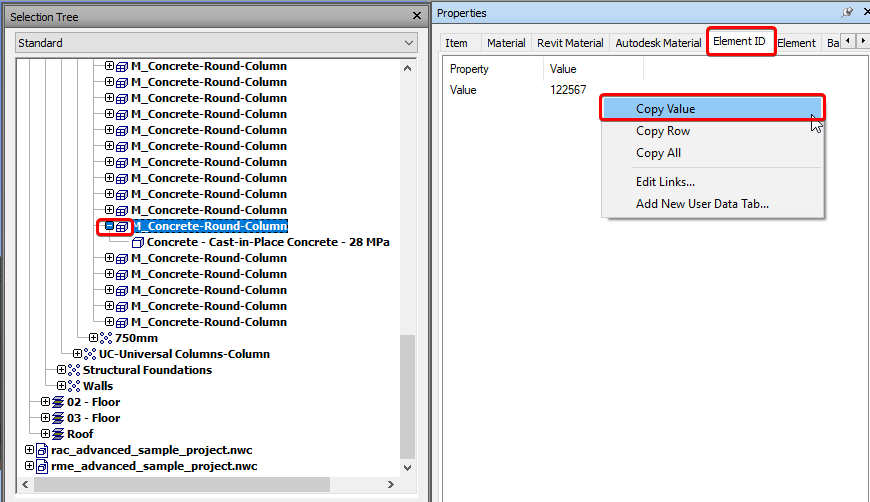 Selection Tree
Standard
M_Concrete-Round-Column
M_Concrete-Round-Column
M_Concrete-Round-Column
M_Concrete-Round-Column
M_Concrete-Round-Column
M_Concrete-Round-Column
M_Concrete-Round-Column
M_Concrete-Round-Column
M_Concrete-Round-Column
M_Concrete-Round-Column
M_Concrete-Round-Column
Concrete - Cast-in-Place Concrete - 28 MPa
M_Concrete-Round-Column
M_Concrete-Round-Column
M_Concrete-Round-Column
M_Concrete-Round-Column
M_Concrete-Round-Column
750mm
UC-Universal Columns-Column
Structural Foundations
Walls
02 - Floor
03 - Floor
Roof
rac_advanced_sample_project.nwc
rme_advanced_sample_project.nwc
Properties
Item Material Revit Material Autodesk Material Element ID Element Ba
Property Value
Value 122567
Copy Value
Copy Row
Copy All
Edit Links...
Add New User Data Tab...